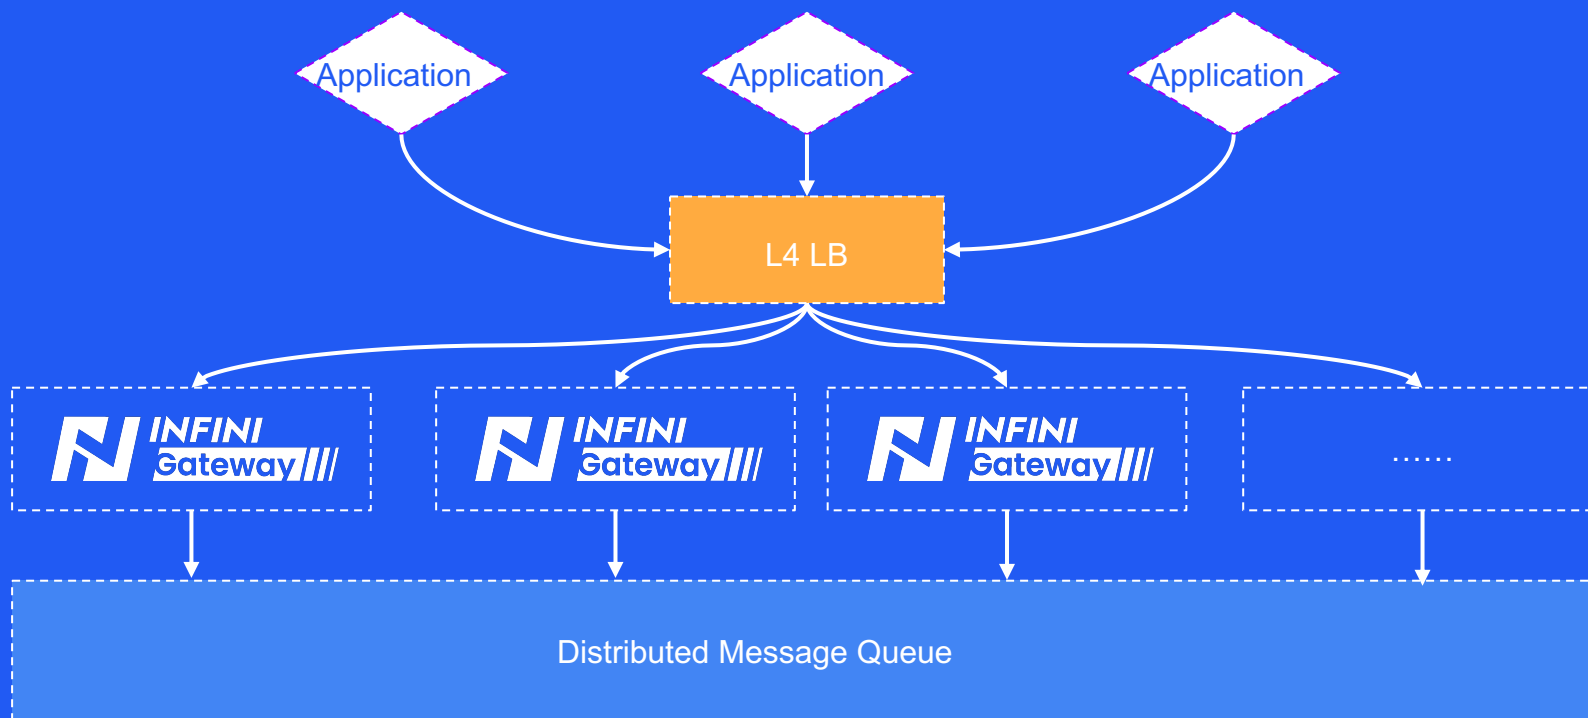 Application
Application
Application
L4 LB
INFINI
Gateway
INFINI
Gateway
INFINI
Gateway
......
Distributed Message Queue